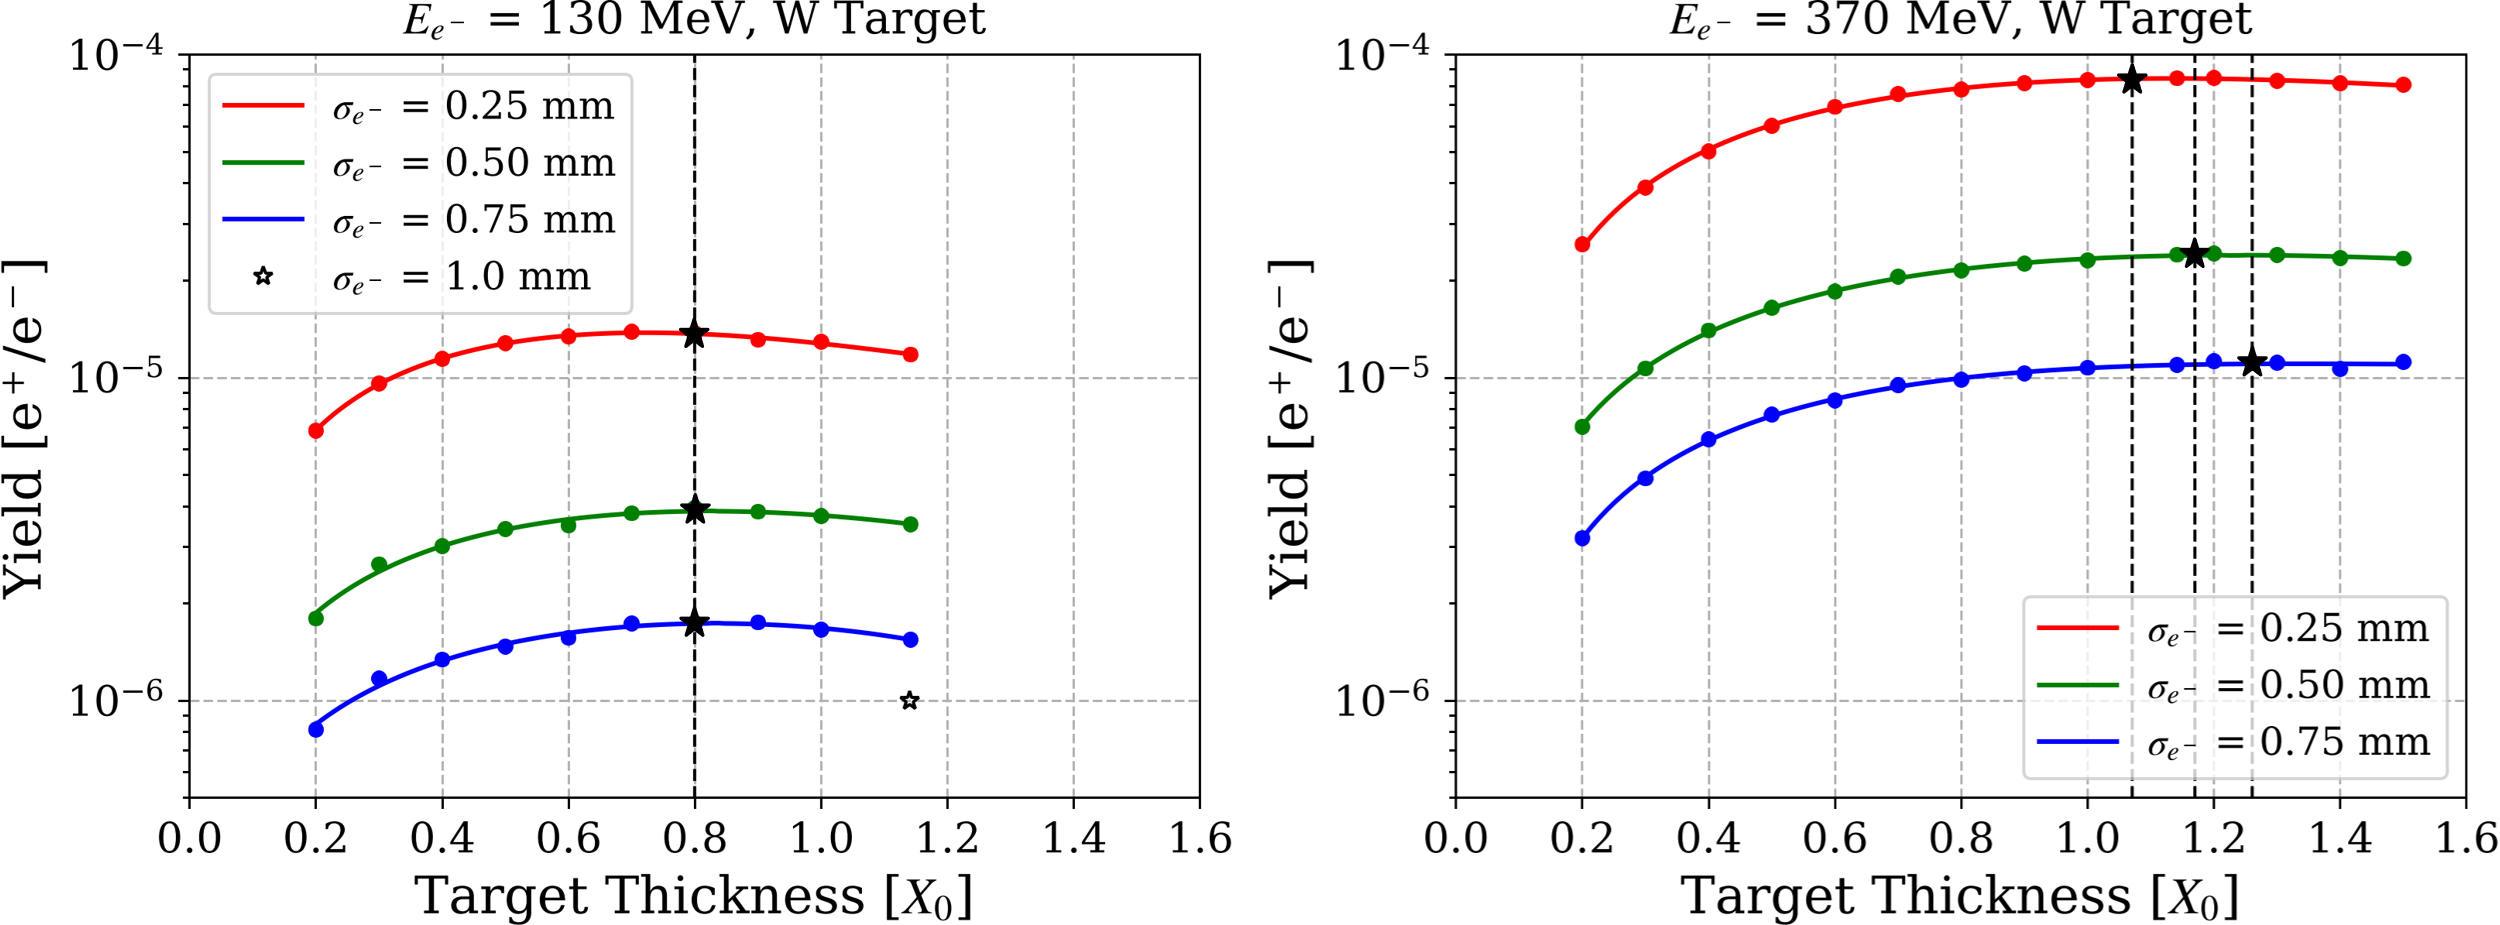 E_{e⁻} = 130 MeV, W Target
10⁻⁴
10⁻⁵
10⁻⁶
Yield [e⁺/e⁻]
σ_{e⁻} = 0.25 mm
σ_{e⁻} = 0.50 mm
σ_{e⁻} = 0.75 mm
σ_{e⁻} = 1.0 mm
0.0 0.2 0.4 0.6 0.8 1.0 1.2 1.4 1.6
Target Thickness [X₀]
E_{e⁻} = 370 MeV, W Target
10⁻⁴
10⁻⁵
10⁻⁶
Yield [e⁺/e⁻]
σ_{e⁻} = 0.25 mm
σ_{e⁻} = 0.50 mm
σ_{e⁻} = 0.75 mm
0.0 0.2 0.4 0.6 0.8 1.0 1.2 1.4 1.6
Target Thickness [X₀]